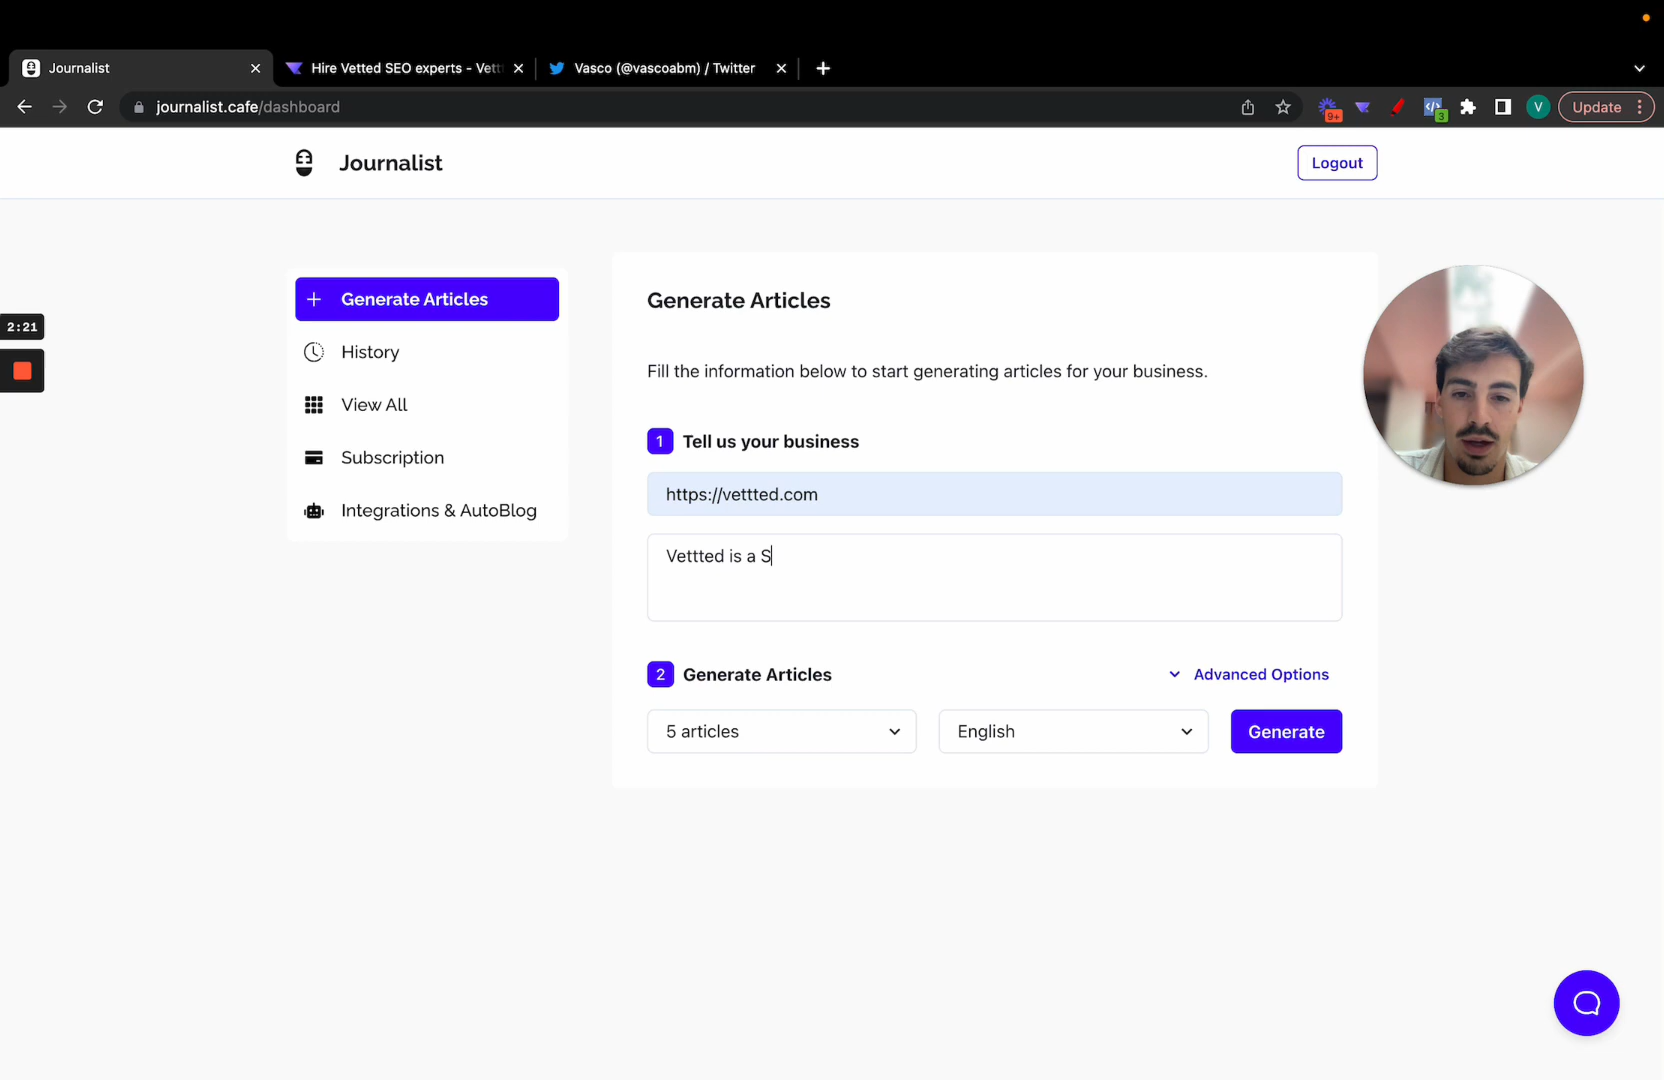 Journalist
Hire Vetted SEO experts - Vett
Vasco (@vascoabm) / Twitter
journalist.cafe/dashboard
9+
3
V
Update
Journalist
Logout
2:21
Generate Articles
History
View All
Subscription
Integrations & AutoBlog
Generate Articles
Fill the information below to start generating articles for your business.
1 Tell us your business
https://vettted.com
Vettted is a S
2 Generate Articles
Advanced Options
5 articles
English
Generate